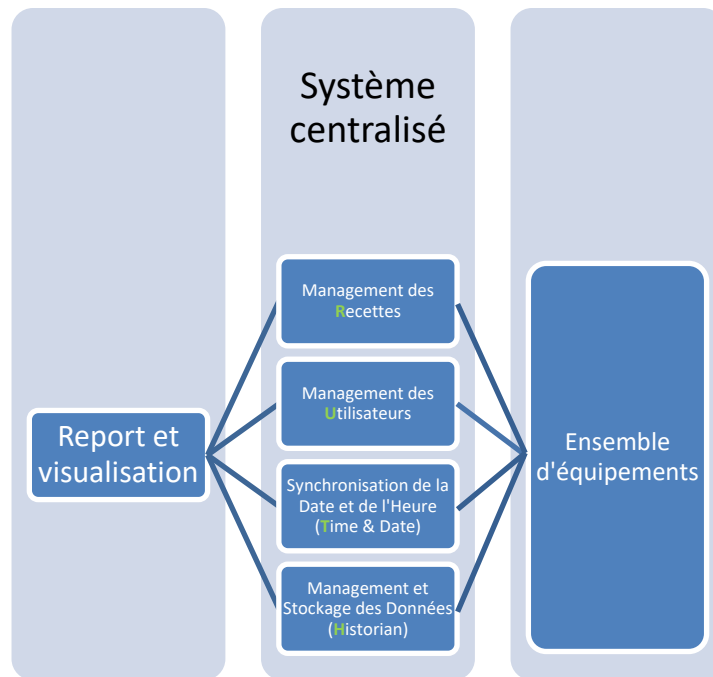 Système
centralisé
Management des
Recettes
Management des
Utilisateurs
Report et
visualisation
Synchronisation de la
Date et de l'Heure
(Time & Date)
Management et
Stockage des Données
(Historian)
Ensemble
d'équipements